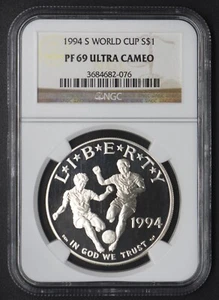 1994 S WORLD CUP S$1
PF 69 ULTRA CAMEO
3684682-076
NGC
L★I★B★E★R★T★Y
1994
IN GOD WE TRUST